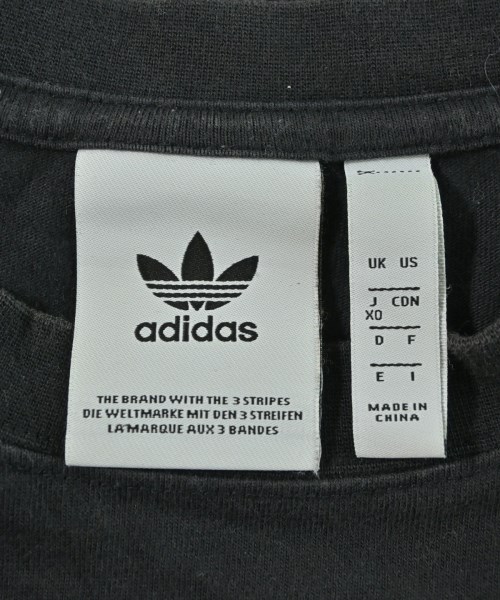 adidas
THE BRAND WITH THE 3 STRIPES
DIE WELTMARKE MIT DEN 3 STREIFEN
LA MARQUE AUX 3 BANDES
UK US
J CDN
XO
D F
E I
MADE IN
CHINA